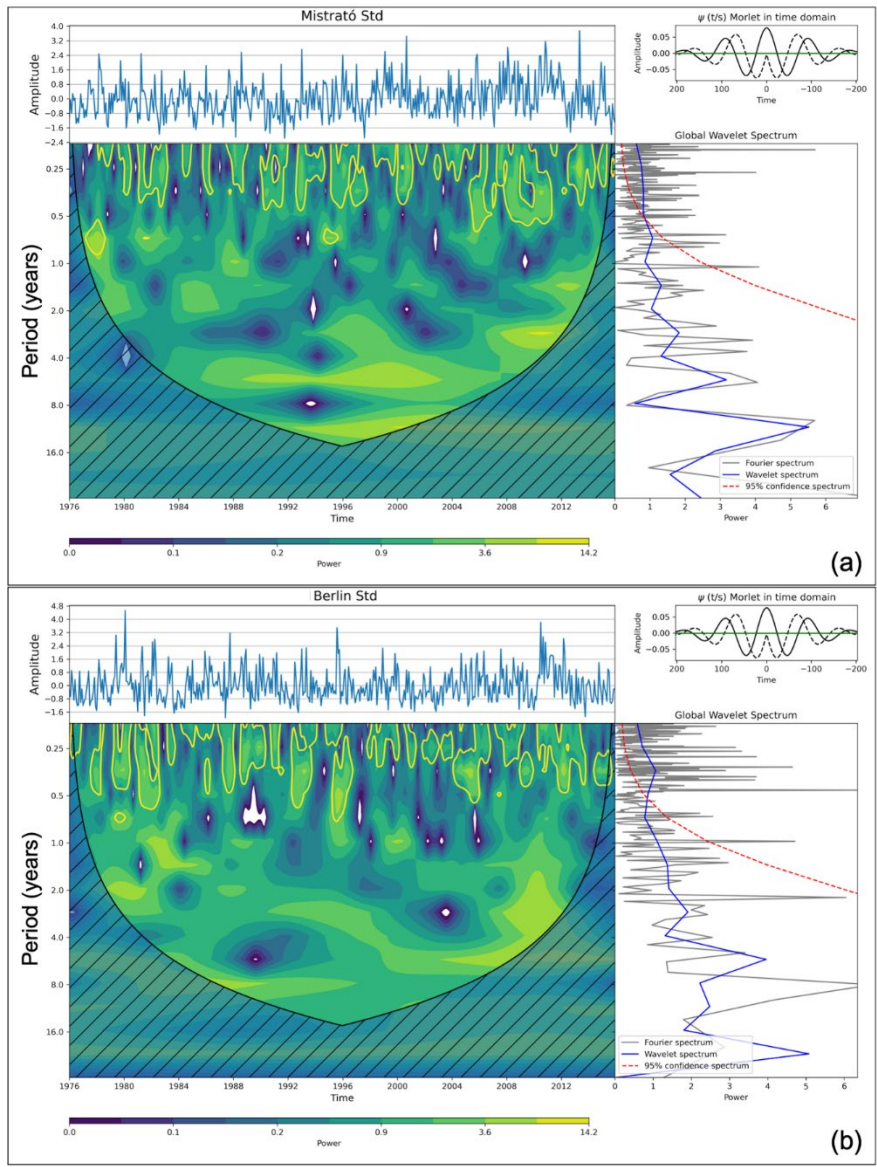 Mistrató Std
4.0
3.2
2.4
1.6
0.8
0.0
−0.8
−1.6
−2.4
Amplitude
ψ (t/s) Morlet in time domain
0.05
0.00
−0.05
Amplitude
200 100 0 −100 −200
Time
0.25
0.5
1.0
2.0
4.0
8.0
16.0
Period (years)
1976 1980 1984 1988 1992 1996 2000 2004 2008 2012
Time
0.0 0.1 0.2 0.9 3.6 14.2
Power
Global Wavelet Spectrum
Fourier spectrum
Wavelet spectrum
95% confidence spectrum
0 1 2 3 4 5 6
Power
(a)
Berlin Std
4.8
4.0
3.2
2.4
1.6
0.8
0.0
−0.8
−1.6
Amplitude
ψ (t/s) Morlet in time domain
0.05
0.00
−0.05
Amplitude
200 100 0 −100 −200
Time
0.25
0.5
1.0
2.0
4.0
8.0
16.0
Period (years)
1976 1980 1984 1988 1992 1996 2000 2004 2008 2012
Time
0.0 0.1 0.2 0.9 3.6 14.2
Power
Global Wavelet Spectrum
Fourier spectrum
Wavelet spectrum
95% confidence spectrum
0 1 2 3 4 5 6
Power
(b)